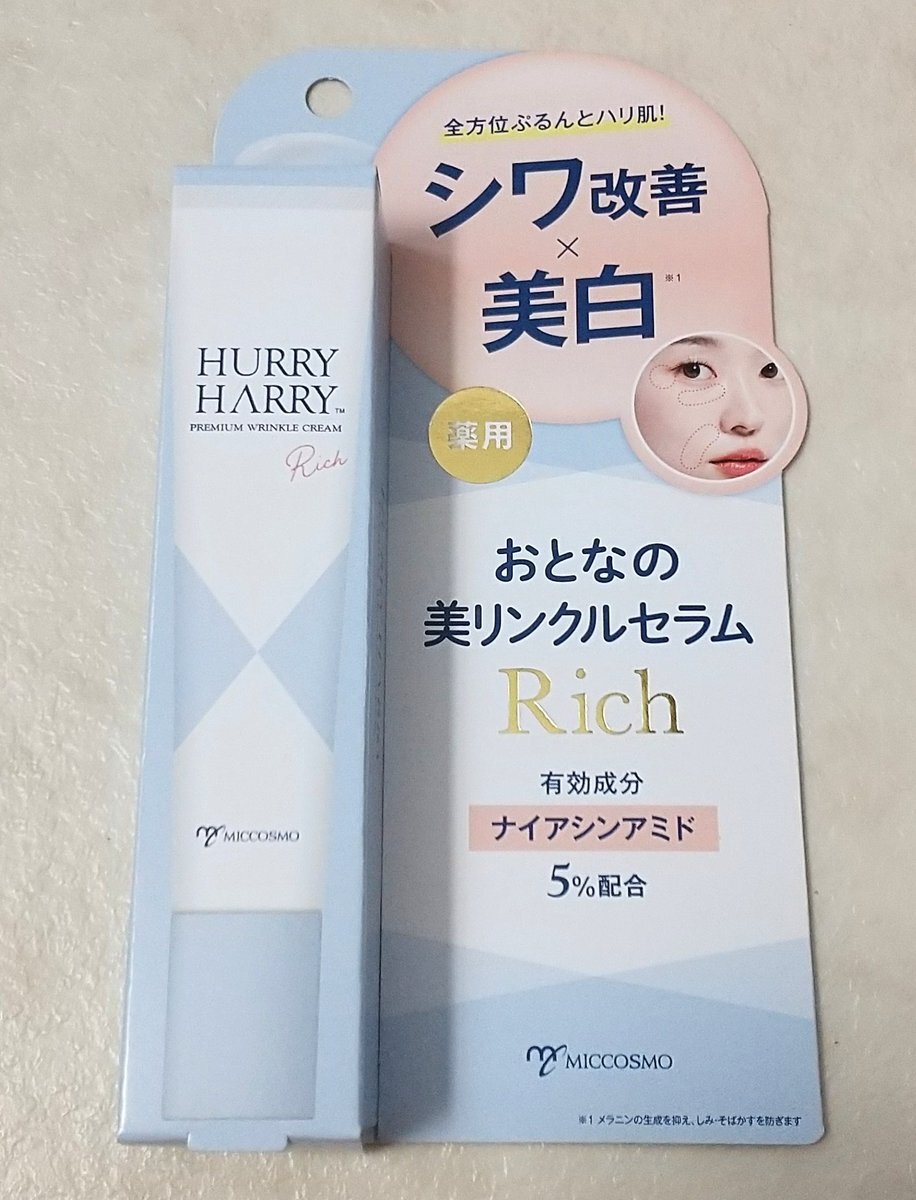 全方位ぷるんとハリ肌!
シワ改善
×
美白※1
薬用
HURRY
HARRY™
PREMIUM WRINKLE CREAM
Rich
おとなの
美リンクルセラム
Rich
有効成分
ナイアシンアミド
5%配合
MICCOSMO
MICCOSMO
※1 メラニンの生成を抑え、しみ・そばかすを防ぎます